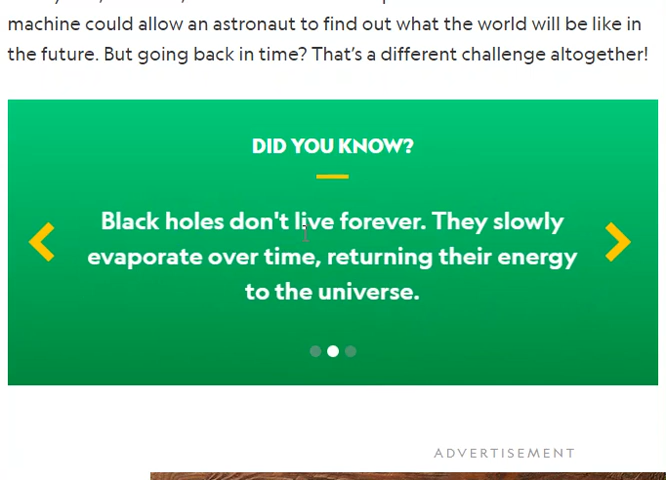 machine could allow an astronaut to find out what the world will be like in
the future. But going back in time? That's a different challenge altogether!
DID YOU KNOW?
Black holes don't live forever. They slowly
evaporate over time, returning their energy
to the universe.
ADVERTISEMENT